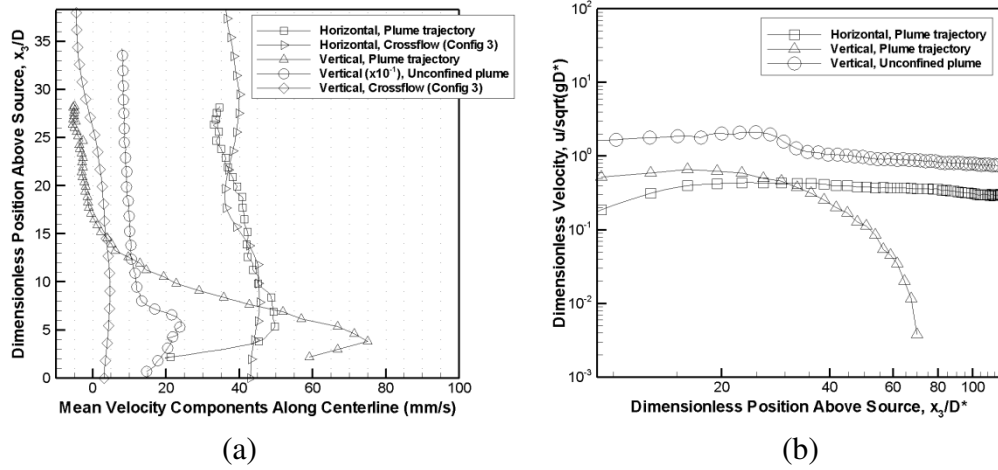 Horizontal, Plume trajectory
Horizontal, Crossflow (Config 3)
Vertical, Plume trajectory
Vertical (x10⁻¹), Unconfined plume
Vertical, Crossflow (Config 3)
Dimensionless Position Above Source, x₃/D
35
30
25
20
15
10
5
0
0
20
40
60
80
100
Mean Velocity Components Along Centerline (mm/s)
(a)
Horizontal, Plume trajectory
Vertical, Plume trajectory
Vertical, Unconfined plume
Dimensionless Velocity, u/sqrt(gD*)
10²
10¹
10⁰
10⁻¹
10⁻²
10⁻³
20
40
60
80
100
Dimensionless Position Above Source, x₃/D*
(b)